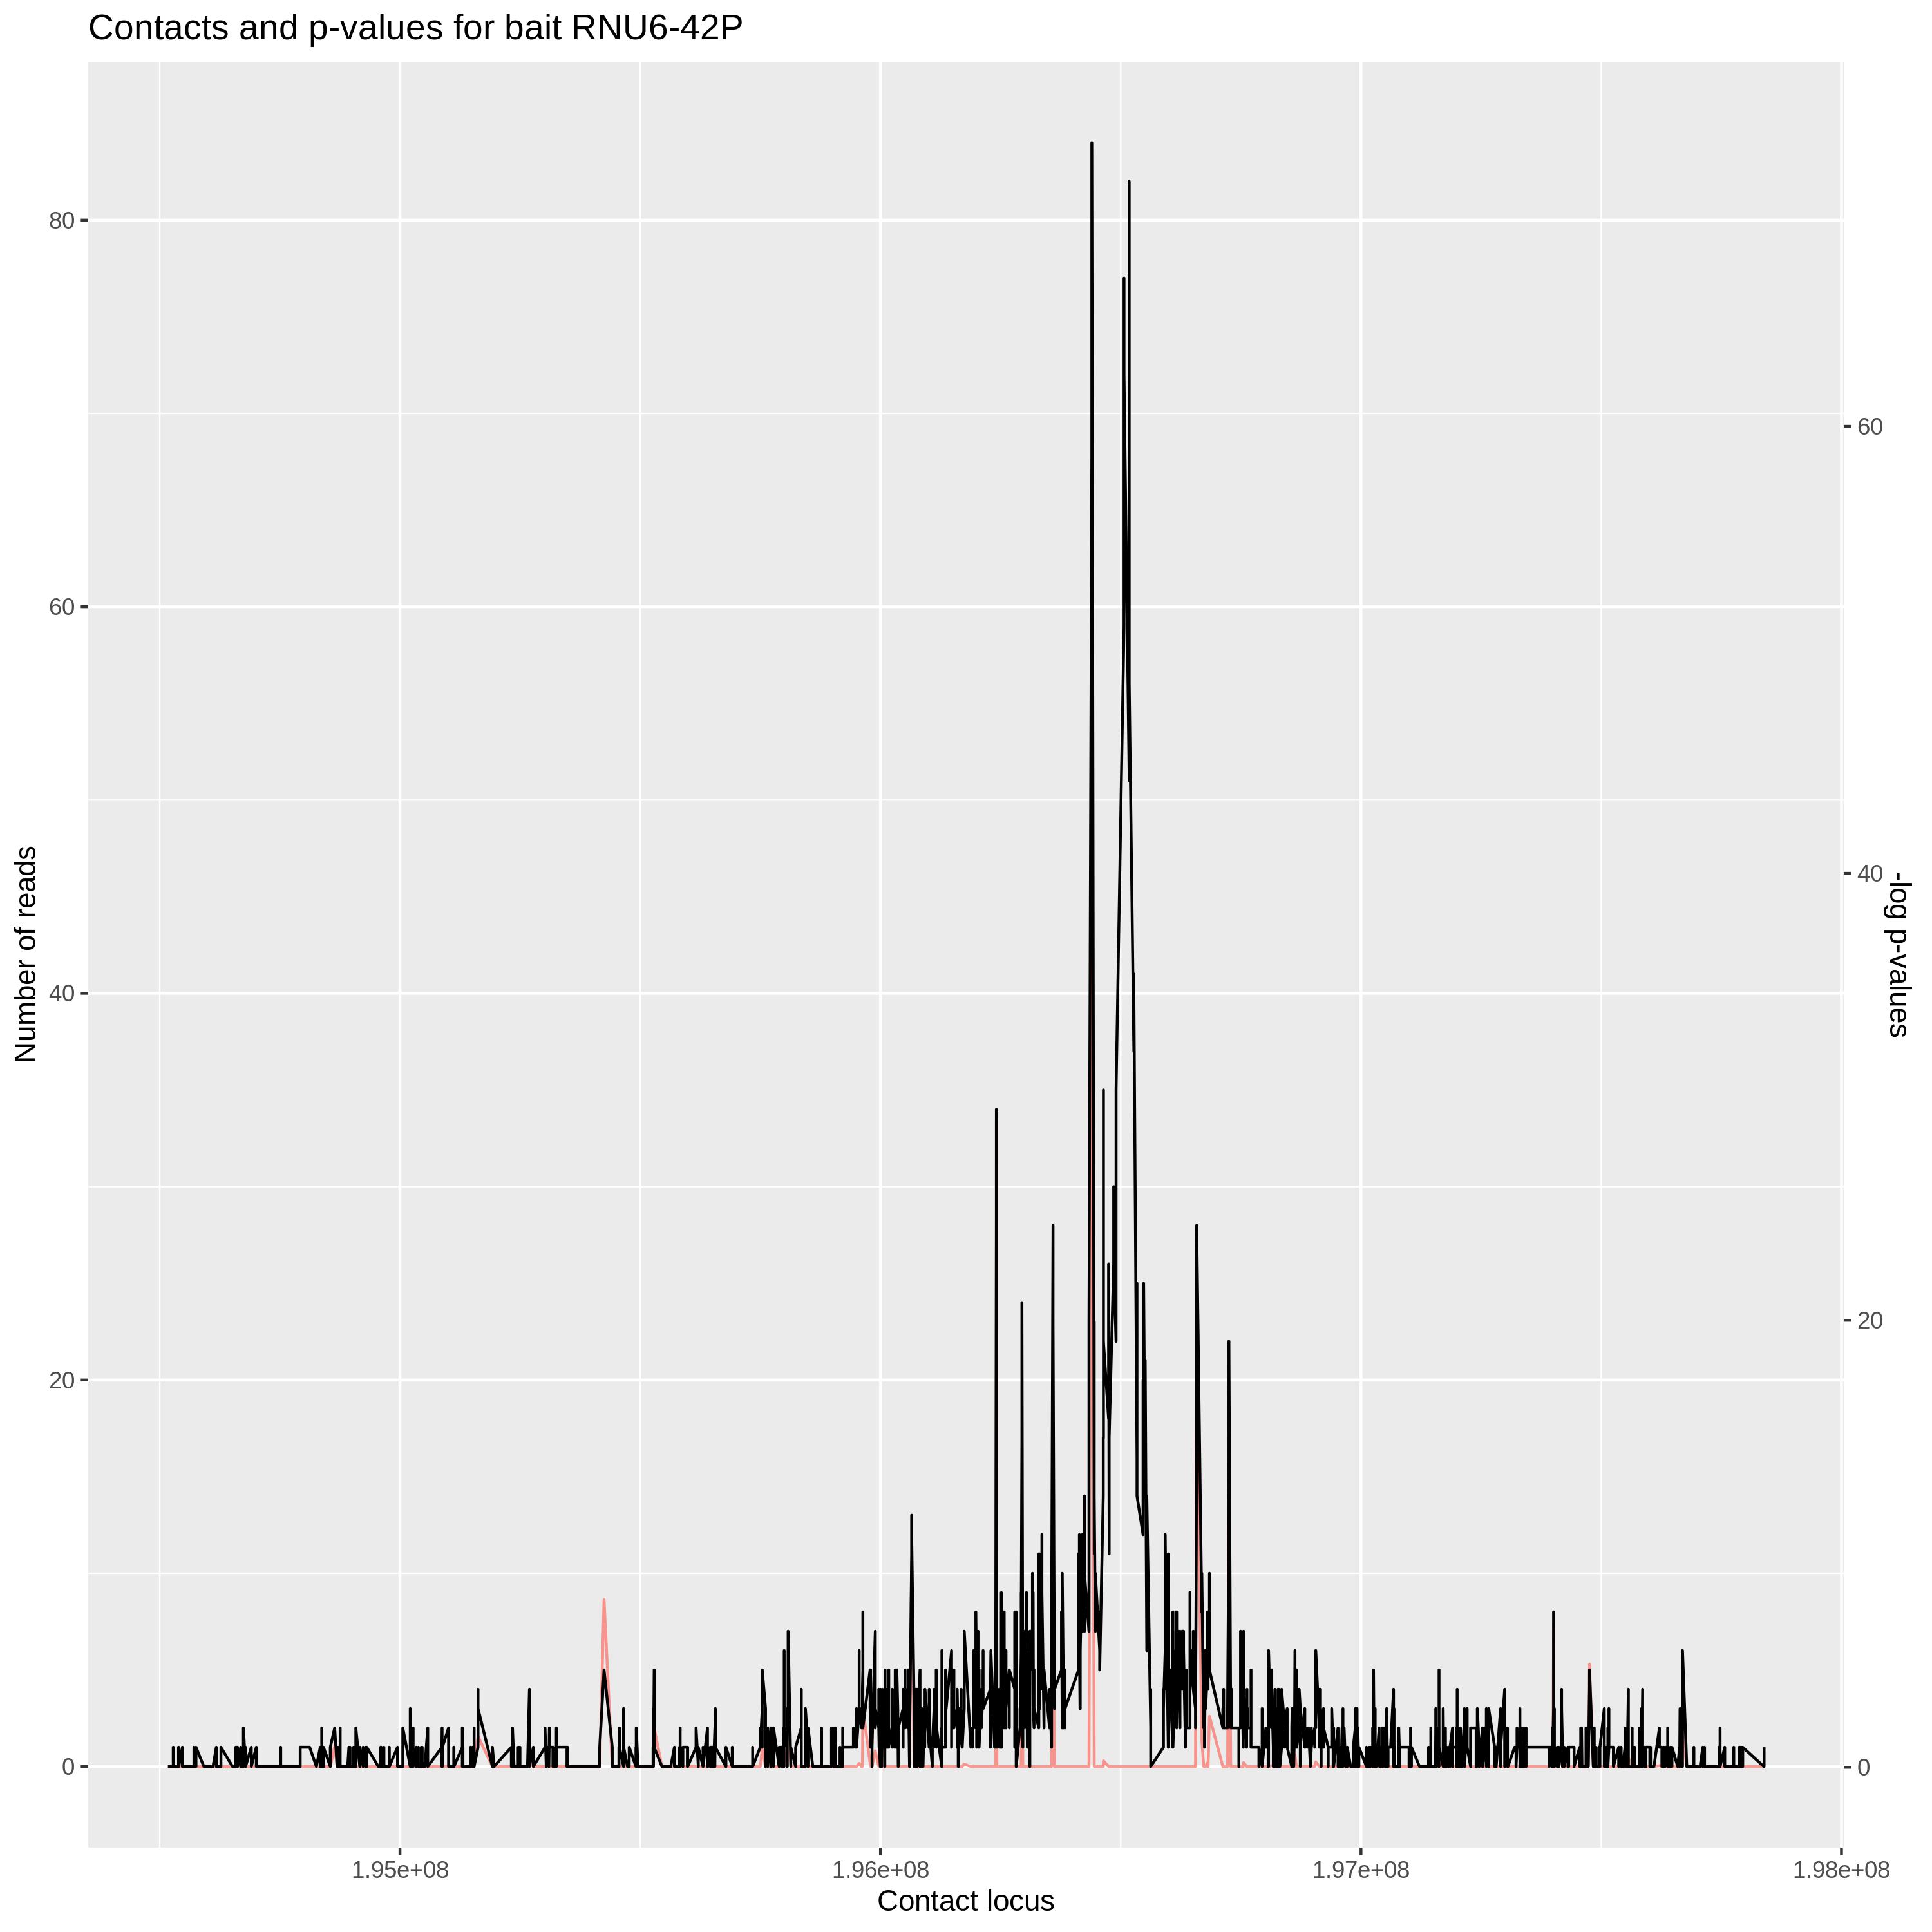 Contacts and p-values for bait RNU6-42P
80
60
40
20
0
Number of reads
60
40
20
0
-log p-values
1.95e+08
1.96e+08
1.97e+08
1.98e+08
Contact locus